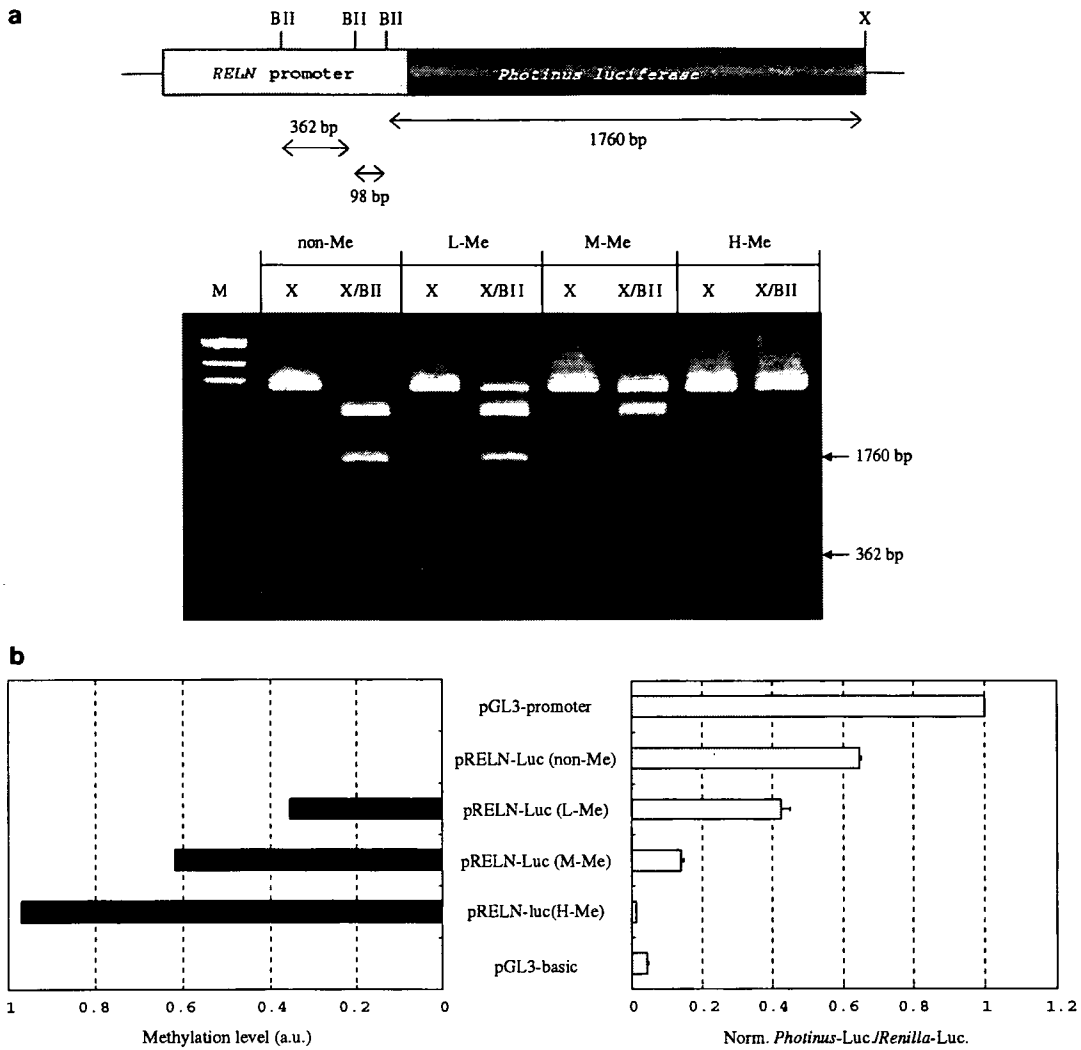 a
BII BII BII X
RELN promoter Photinus luciferase
362 bp 1760 bp
98 bp
non-Me L-Me M-Me H-Me
M X X/BII X X/BII X X/BII X X/BII
1760 bp
362 bp
b
pGL3-promoter
pRELN-Luc (non-Me)
pRELN-Luc (L-Me)
pRELN-Luc (M-Me)
pRELN-luc(H-Me)
pGL3-basic
1 0.8 0.6 0.4 0.2 0 0 0.2 0.4 0.6 0.8 1 1.2
Methylation level (a.u.) Norm. Photinus-Luc./Renilla-Luc.